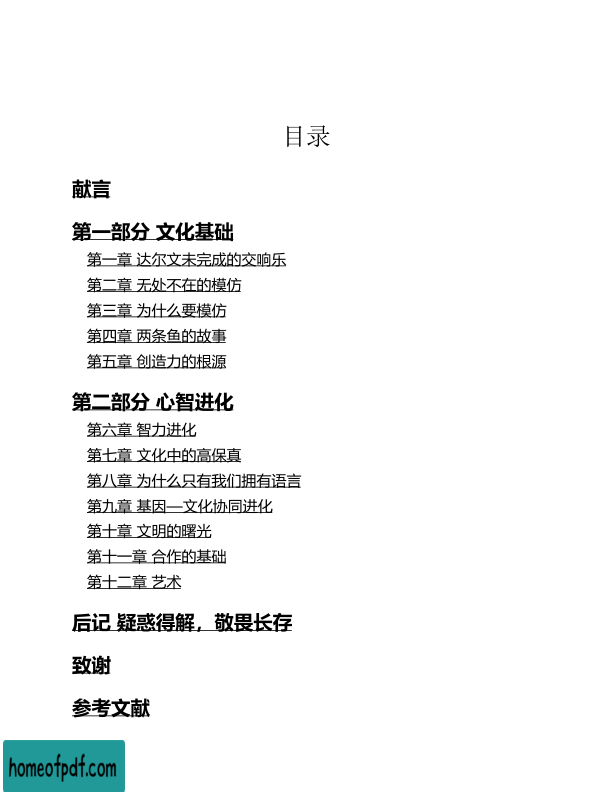 目录
献言
第一部分 文化基础
第一章 达尔文未完成的交响乐
第二章 无处不在的模仿
第三章 为什么要模仿
第四章 两条鱼的故事
第五章 创造力的根源
第二部分 心智进化
第六章 智力进化
第七章 文化中的高保真
第八章 为什么只有我们拥有语言
第九章 基因—文化协同进化
第十章 文明的曙光
第十一章 合作的基础
第十二章 艺术
后记 疑惑得解，敬畏长存
致谢
参考文献
homeofpdf.com